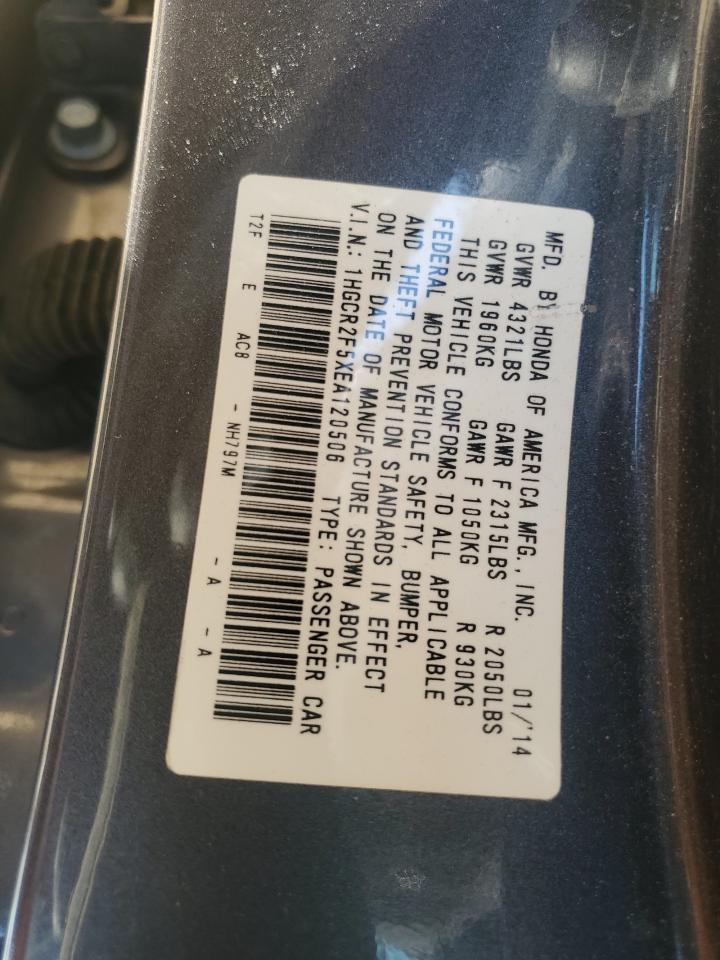 MFD. BY HONDA OF AMERICA MFG., INC. 01/'14
GVWR 4321LBS GAWR F 2315LBS R 2050LBS
GVWR 1960KG GAWR F 1050KG R 930KG
THIS VEHICLE CONFORMS TO ALL APPLICABLE
FEDERAL MOTOR VEHICLE SAFETY, BUMPER,
AND THEFT PREVENTION STANDARDS IN EFFECT
ON THE DATE OF MANUFACTURE SHOWN ABOVE.
V.I.N.: 1HGCR2F5XEA120506 TYPE: PASSENGER CAR
T2F E AC8 - NH797M - A - A